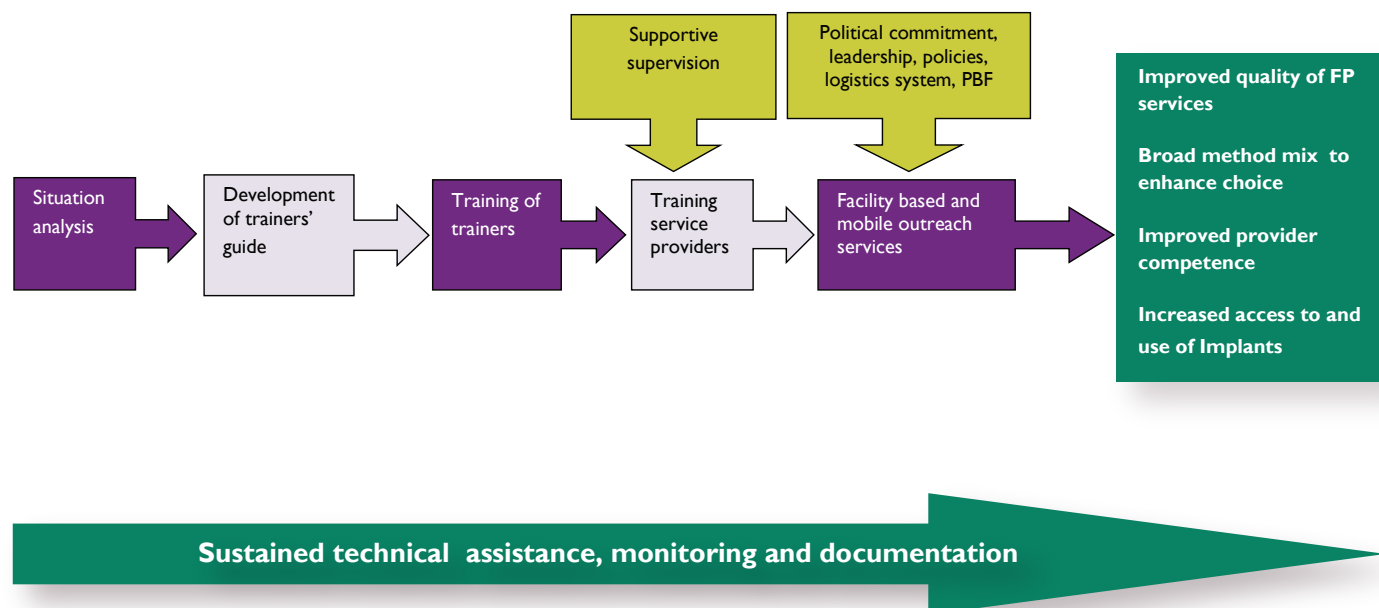 Supportive
supervision
Political commitment,
leadership, policies,
logistics system, PBF
Situation
analysis
Development
of trainers'
guide
Training of
trainers
Training
service
providers
Facility based and
mobile outreach
services
Improved quality of FP
services
Broad method mix to
enhance choice
Improved provider
competence
Increased access to and
use of Implants
Sustained technical assistance, monitoring and documentation